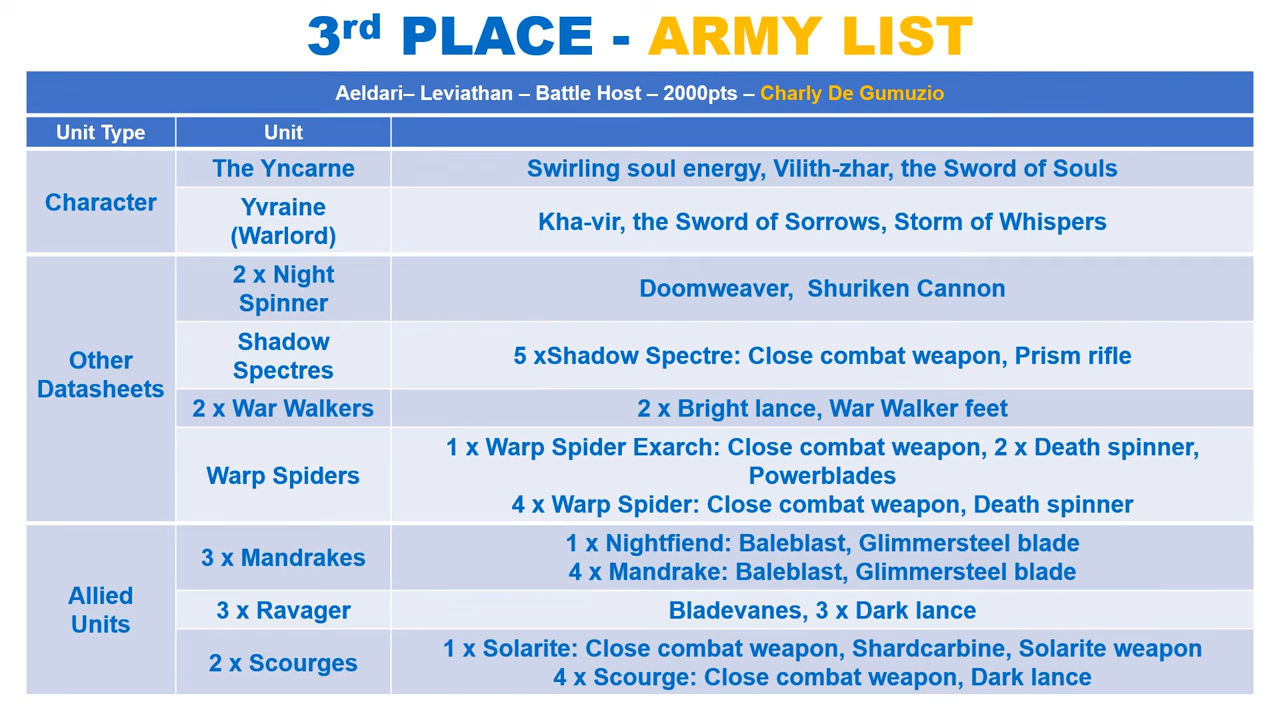 3rd PLACE - ARMY LIST
Aeldari– Leviathan – Battle Host – 2000pts – Charly De Gumuzio
Unit Type
Unit
Character
The Yncarne
Swirling soul energy, Vilith-zhar, the Sword of Souls
Yvraine
(Warlord)
Kha-vir, the Sword of Sorrows, Storm of Whispers
Other
Datasheets
2 x Night
Spinner
Doomweaver,  Shuriken Cannon
Shadow
Spectres
5 xShadow Spectre: Close combat weapon, Prism rifle
2 x War Walkers
2 x Bright lance, War Walker feet
Warp Spiders
1 x Warp Spider Exarch: Close combat weapon, 2 x Death spinner,
Powerblades
4 x Warp Spider: Close combat weapon, Death spinner
Allied
Units
3 x Mandrakes
1 x Nightfiend: Baleblast, Glimmersteel blade
4 x Mandrake: Baleblast, Glimmersteel blade
3 x Ravager
Bladevanes, 3 x Dark lance
2 x Scourges
1 x Solarite: Close combat weapon, Shardcarbine, Solarite weapon
4 x Scourge: Close combat weapon, Dark lance